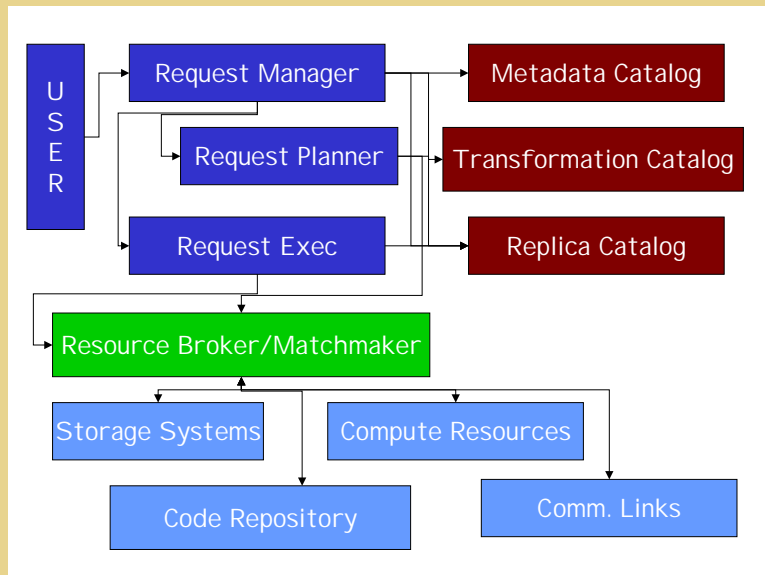 USER
Request Manager
Metadata Catalog
Request Planner
Transformation Catalog
Request Exec
Replica Catalog
Resource Broker/Matchmaker
Storage Systems
Compute Resources
Code Repository
Comm. Links